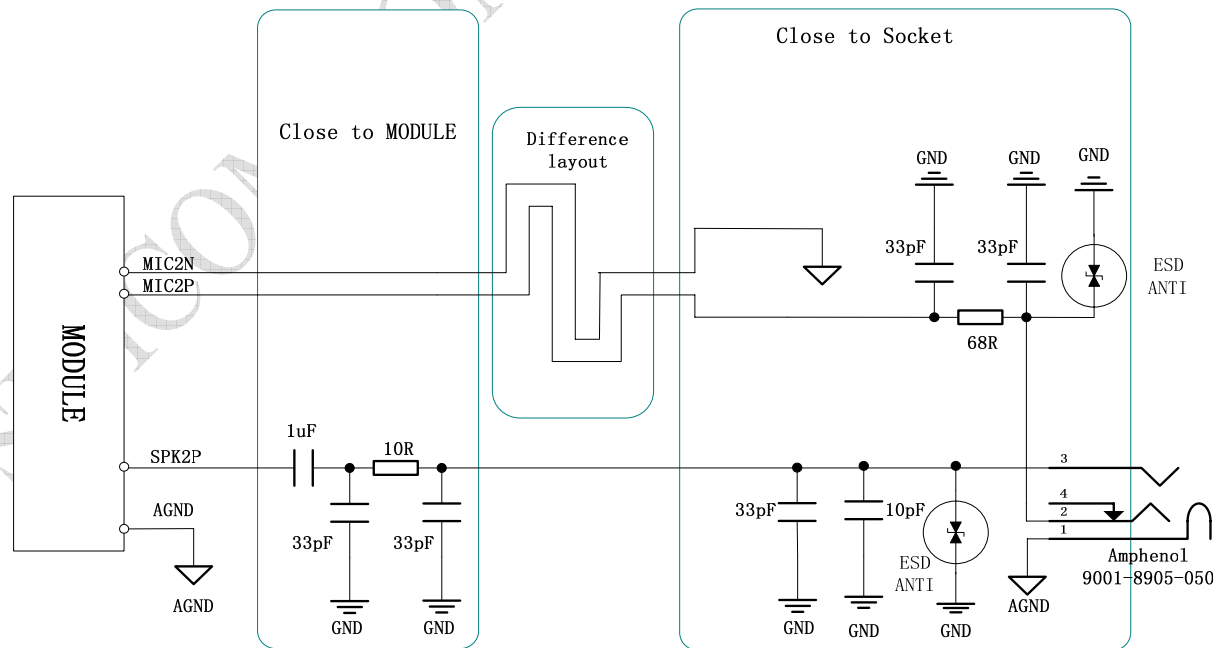 Close to Socket
Close to MODULE
Difference
layout
GND
GND
GND
33pF
33pF
ESD
ANTI
68R
MIC2N
MIC2P
MODULE
SPK2P
AGND
AGND
1uF
10R
33pF
33pF
GND
GND
33pF
10pF
ESD
ANTI
GND
GND
GND
3
4
2
1
AGND
Amphenol
9001-8905-050